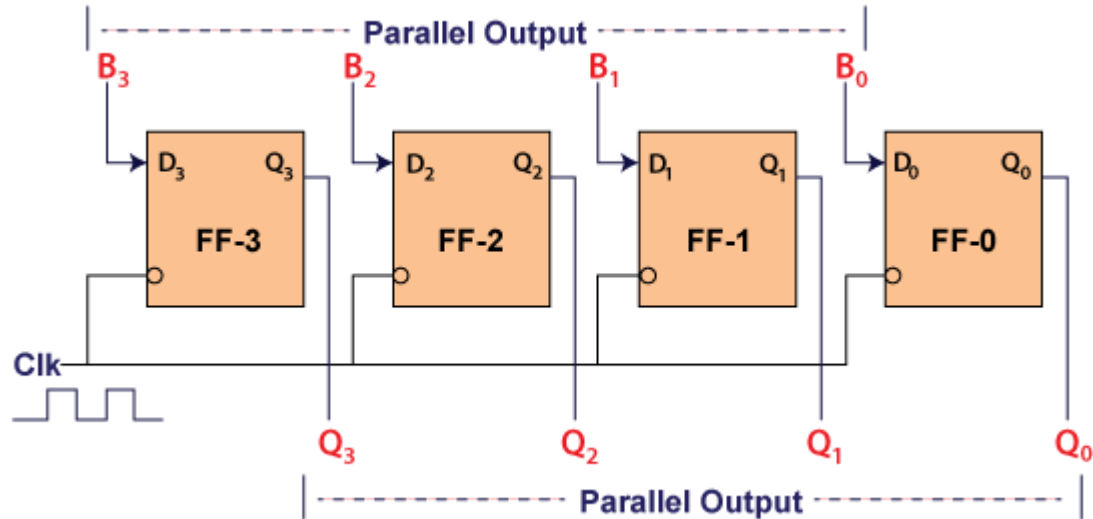 Parallel Output
B₃ B₂ B₁ B₀
D₃ Q₃ D₂ Q₂ D₁ Q₁ D₀ Q₀
FF-3 FF-2 FF-1 FF-0
Clk
Q₃ Q₂ Q₁ Q₀
Parallel Output